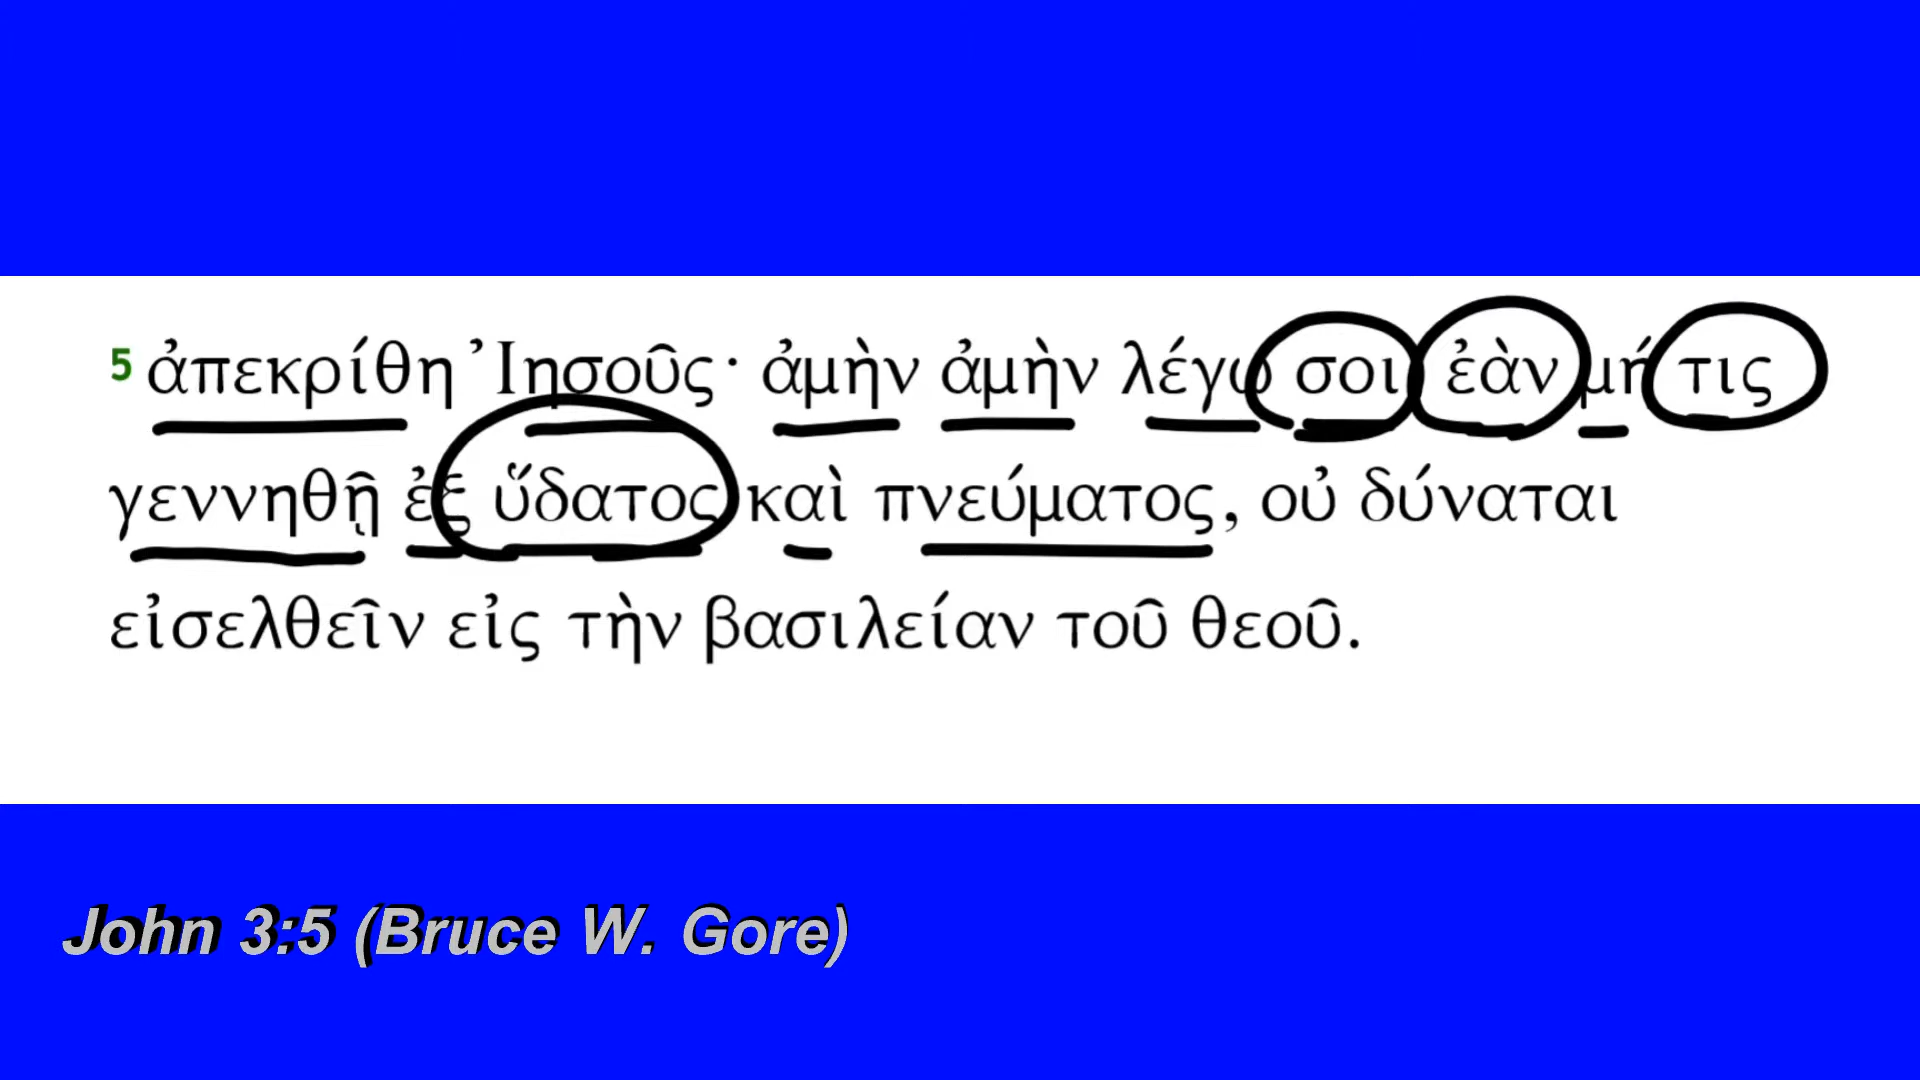 5 ἀπεκρίθη Ἰησοῦς· ἀμὴν ἀμὴν λέγω σοι ἐὰν μή τις
γεννηθῇ ἐξ ὕδατος καὶ πνεύματος, οὐ δύναται
εἰσελθεῖν εἰς τὴν βασιλείαν τοῦ θεοῦ.
John 3:5 (Bruce W. Gore)